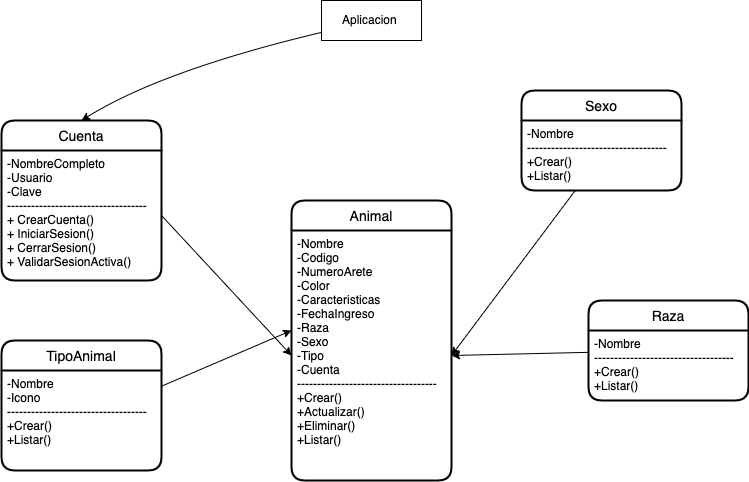 Aplicacion
Cuenta
-NombreCompleto
-Usuario
-Clave
-----------------------------------
+ CrearCuenta()
+ IniciarSesion()
+ CerrarSesion()
+ ValidarSesionActiva()
Sexo
-Nombre
-----------------------------------
+Crear()
+Listar()
Animal
-Nombre
-Codigo
-NumeroArete
-Color
-Caracteristicas
-FechaIngreso
-Raza
-Sexo
-Tipo
-Cuenta
-----------------------------------
+Crear()
+Actualizar()
+Eliminar()
+Listar()
TipoAnimal
-Nombre
-Icono
-----------------------------------
+Crear()
+Listar()
Raza
-Nombre
-----------------------------------
+Crear()
+Listar()